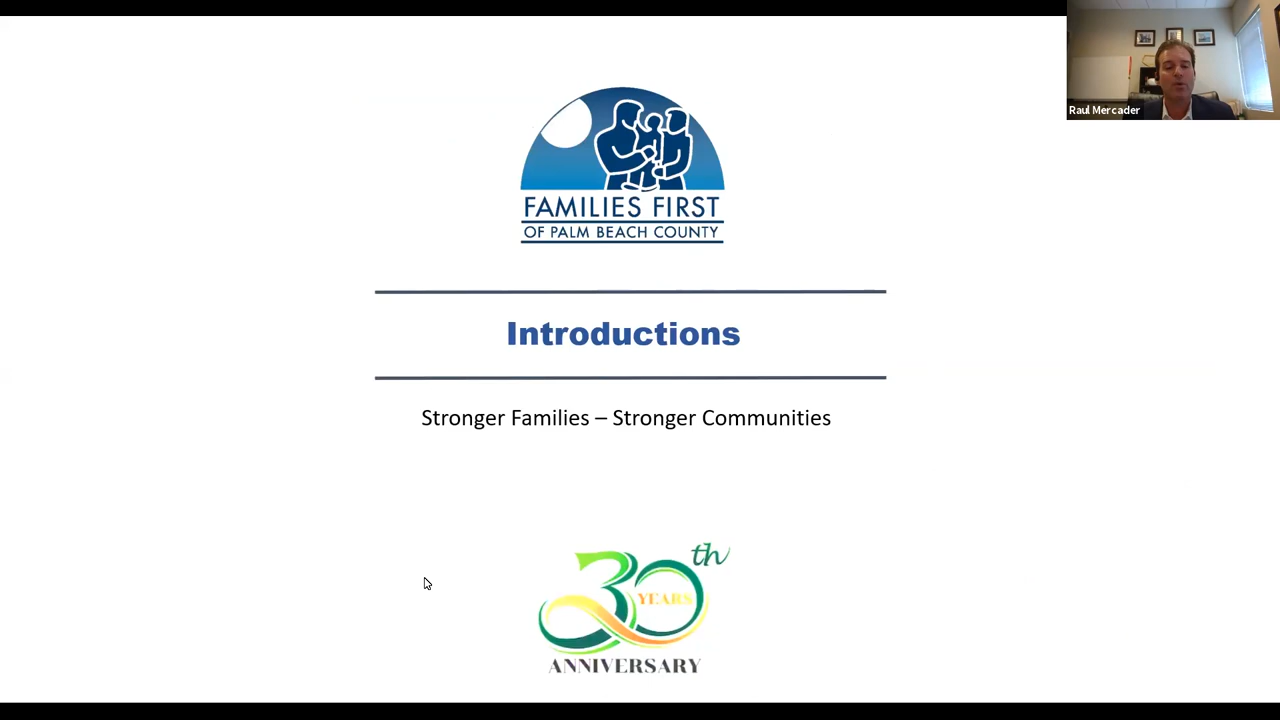 Raul Mercader
FAMILIES FIRST
OF PALM BEACH COUNTY
Introductions
Stronger Families – Stronger Communities
30th
YEARS
ANNIVERSARY